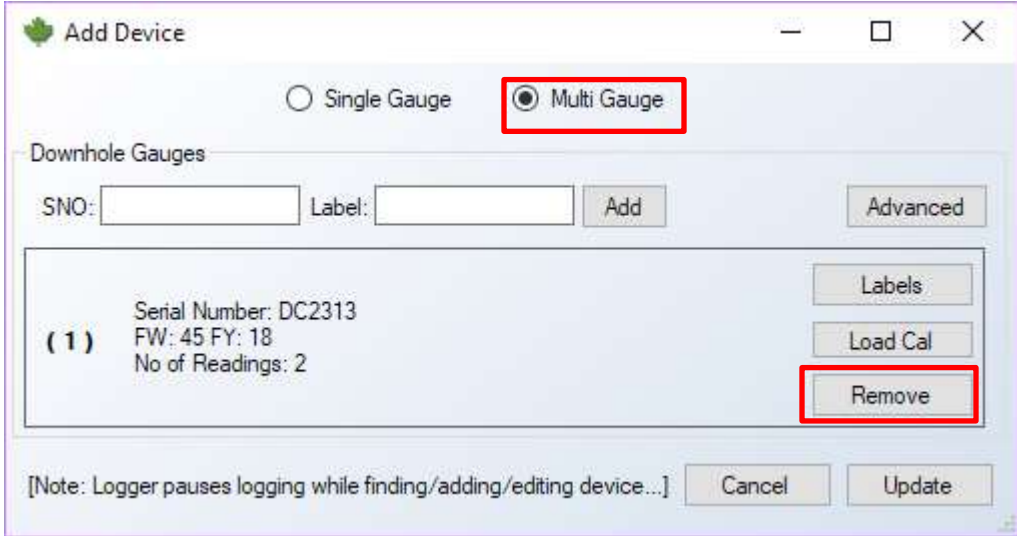 Add Device
Single Gauge Multi Gauge
Downhole Gauges
SNO: Label: Add Advanced
Labels
Serial Number: DC2313
( 1 ) FW: 45 FY: 18 Load Cal
No of Readings: 2
Remove
[Note: Logger pauses logging while finding/adding/editing device...] Cancel Update